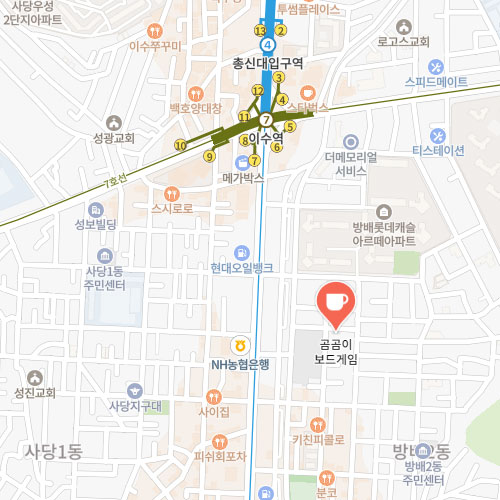 사당우성
2단지아파트
투썸플레이스
이수쭈꾸미
13
2
4
로고스교회
총신대입구역
스피드메이트
3
12
백호양대창
4
스타벅스
11
7
성광교회
5
이수역
10
8
6
더메모리얼
서비스
티스테이션
9
7
메가박스
7호선
스시로로
성보빌딩
방배롯데캐슬
아르떼아파트
사당1동
주민센터
현대오일뱅크
곰곰이
보드게임
NH농협은행
성진교회
사당지구대
사이집
키친피콜로
사당1동
피쉬회포차
방배2동
방배2동
주민센터
분코